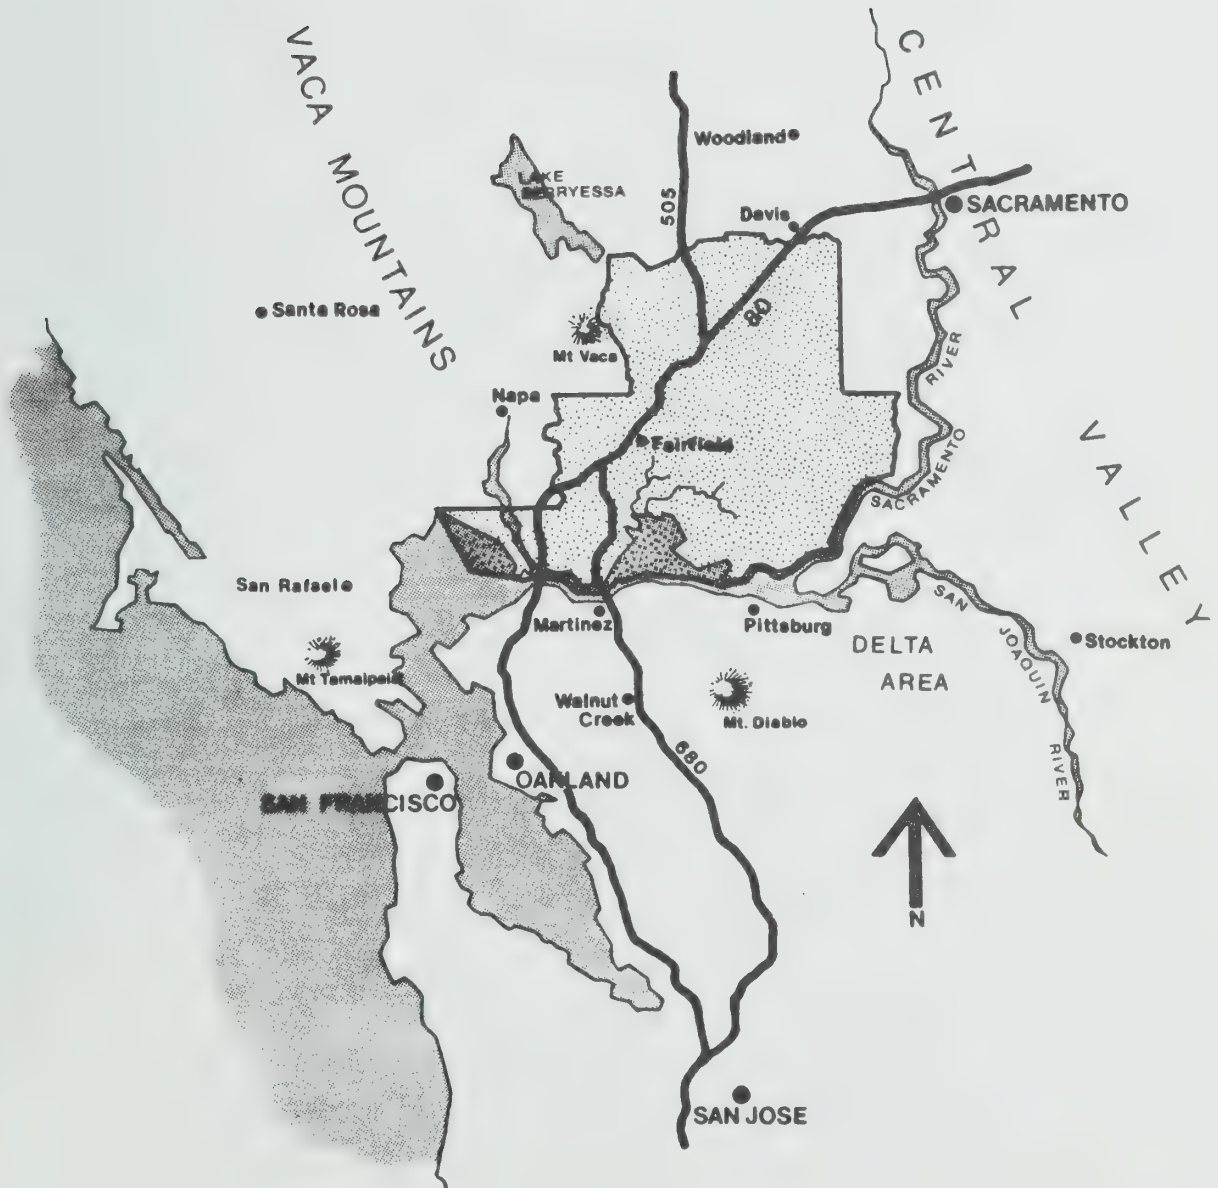 VACA MOUNTAINS
CENTRAL VALLEY
Woodland
LAKE
BERRYESSA
505
Davis
SACRAMENTO
80
Santa Rosa
Mt Vaca
RIVER
Napa
Fairfield
SACRAMENTO
San Rafael
Martinez
Pittsburg
SAN JOAQUIN RIVER
DELTA
AREA
Stockton
Mt Tamalpais
Walnut
Creek
Mt. Diablo
680
OAKLAND
SAN FRANCISCO
N
SAN JOSE